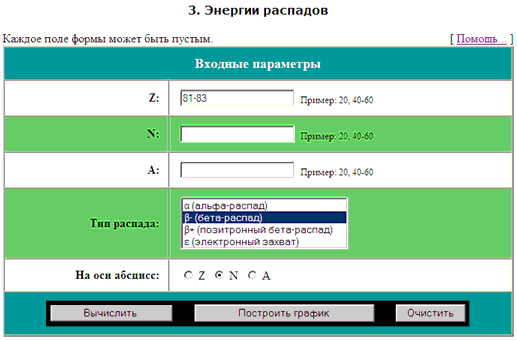 3. Энергии распадов
Каждое поле формы может быть пустым. [ Помощь... ]
Входные параметры
Z: 81-83 Пример: 20, 40-60
N: Пример: 20, 40-60
A: Пример: 20, 40-60
α (альфа-распад)
β- (бета-распад)
Тип распада:
β+ (позитронный бета-распад)
ε (электронный захват)
На оси абсцисс: Z N A
Вычислить Построить график Очистить